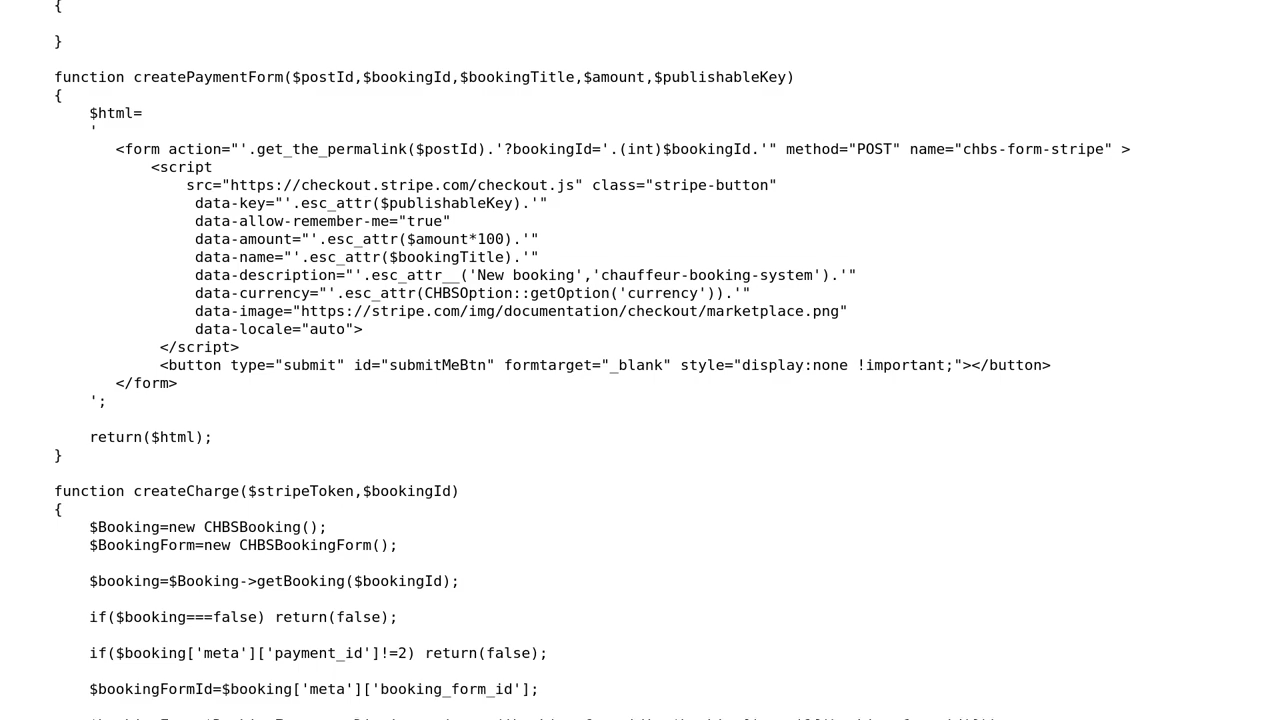 {
}
function createPaymentForm($postId,$bookingId,$bookingTitle,$amount,$publishableKey)
{
$html=
'
<form action="'.get_the_permalink($postId).'?bookingId='.(int)$bookingId.'" method="POST" name="chbs-form-stripe" >
<script
src="https://checkout.stripe.com/checkout.js" class="stripe-button"
data-key="'.esc_attr($publishableKey).'"
data-allow-remember-me="true"
data-amount="'.esc_attr($amount*100).'"
data-name="'.esc_attr($bookingTitle).'"
data-description="'.esc_attr__('New booking','chauffeur-booking-system').'"
data-currency="'.esc_attr(CHBSOption::getOption('currency')).'"
data-image="https://stripe.com/img/documentation/checkout/marketplace.png"
data-locale="auto">
</script>
<button type="submit" id="submitMeBtn" formtarget="_blank" style="display:none !important;"></button>
</form>
';
return($html);
}
function createCharge($stripeToken,$bookingId)
{
$Booking=new CHBSBooking();
$BookingForm=new CHBSBookingForm();
$booking=$Booking->getBooking($bookingId);
if($booking===false) return(false);
if($booking['meta']['payment_id']!=2) return(false);
$bookingFormId=$booking['meta']['booking_form_id'];